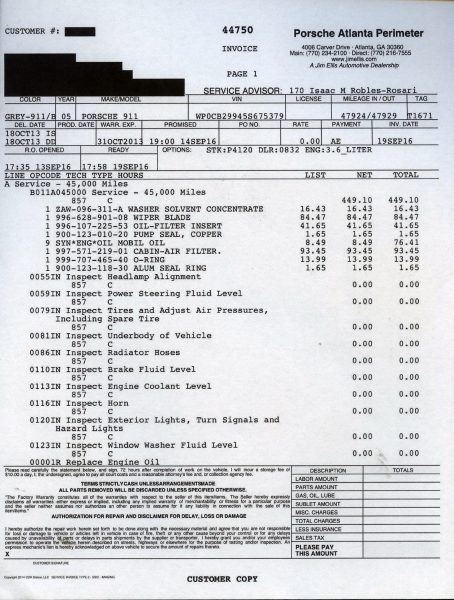 CUSTOMER #:
44750
Porsche Atlanta Perimeter
4006 Carver Drive · Atlanta, GA 30360
Main: (770) 234-2100 · Direct: (770) 216-7555
www.jimellis.com
A Jim Ellis Automotive Dealership
INVOICE
PAGE 1
SERVICE ADVISOR: 170 Isaac M Robles-Rosari
COLOR YEAR MAKE/MODEL VIN LICENSE MILEAGE IN / OUT TAG
GREY-911/B 05 PORSCHE 911 WP0CB29945S675379 47924/47929 T1671
DEL. DATE PROD. DATE WARR. EXP. PROMISED PO NO. RATE PAYMENT INV. DATE
18OCT13 IS
18OCT13 DD 31OCT2013 19:00 14SEP16 0.00 AE 19SEP16
R.O. OPENED READY OPTIONS: STK:P4120 DLR:0832 ENG:3.6_LITER
17:35 13SEP16 17:58 19SEP16
LINE OPCODE TECH TYPE HOURS LIST NET TOTAL
A Service - 45,000 Miles
B011A045000 Service - 45,000 Miles
857 C 449.10 449.10
1 ZAW-096-311-A WASHER SOLVENT CONCENTRATE 16.43 16.43 16.43
1 996-628-901-08 WIPER BLADE 84.47 84.47 84.47
1 996-107-225-53 OIL-FILTER INSERT 41.65 41.65 41.65
1 900-123-010-20 PUMP SEAL, COPPER 1.65 1.65 1.65
9 SYN*ENG*OIL MOBIL OIL 8.49 8.49 76.41
1 997-571-219-01 CABIN-AIR FILTER. 93.45 93.45 93.45
1 999-707-465-40 O-RING 13.99 13.99 13.99
1 900-123-118-30 ALUM SEAL RING 1.65 1.65 1.65
0055IN Inspect Headlamp Alignment
857 C 0.00 0.00
0059IN Inspect Power Steering Fluid Level
857 C 0.00 0.00
0079IN Inspect Tires and Adjust Air Pressures,
Including Spare Tire
857 C 0.00 0.00
0081IN Inspect Underbody of Vehicle
857 C 0.00 0.00
0086IN Inspect Radiator Hoses
857 C 0.00 0.00
0110IN Inspect Brake Fluid Level
857 C 0.00 0.00
0113IN Inspect Engine Coolant Level
857 C 0.00 0.00
0116IN Inspect Horn
857 C 0.00 0.00
0120IN Inspect Exterior Lights, Turn Signals and
Hazard Lights
857 C 0.00 0.00
0123IN Inspect Window Washer Fluid Level
857 C 0.00 0.00
00001R Replace Engine Oil
DESCRIPTION TOTALS
LABOR AMOUNT
PARTS AMOUNT
GAS, OIL, LUBE
SUBLET AMOUNT
MISC. CHARGES
TOTAL CHARGES
LESS INSURANCE
SALES TAX
PLEASE PAY
THIS AMOUNT
TERMS STRICTLY CASH UNLESS ARRANGEMENTS MADE
ALL PARTS REMOVED WILL BE DISCARDED UNLESS SPECIFIED OTHERWISE.
AUTHORIZATION FOR REPAIR AND DISCLAIMER FOR DELAY, LOSS OR DAMAGE
X
CUSTOMER SIGNATURE
CUSTOMER COPY